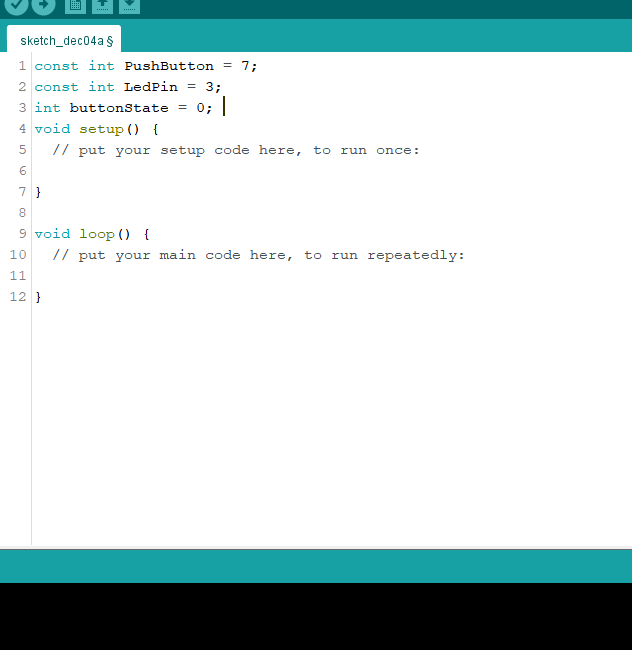 sketch_dec04a §
1 const int PushButton = 7;
2 const int LedPin = 3;
3 int buttonState = 0;
4 void setup() {
5   // put your setup code here, to run once:
6
7 }
8
9 void loop() {
10   // put your main code here, to run repeatedly:
11
12 }